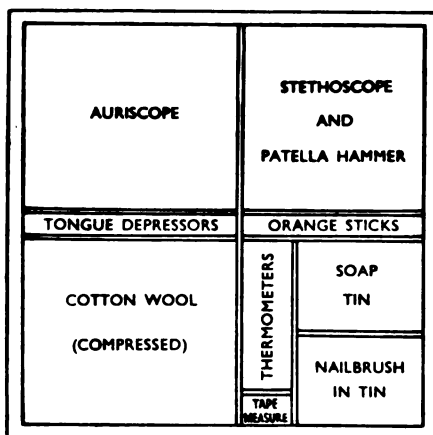 AURISCOPE
STETHOSCOPE
AND
PATELLA HAMMER
TONGUE DEPRESSORS
ORANGE STICKS
COTTON WOOL
(COMPRESSED)
THERMOMETERS
SOAP
TIN
NAILBRUSH
IN TIN
TAPE
MEASURE